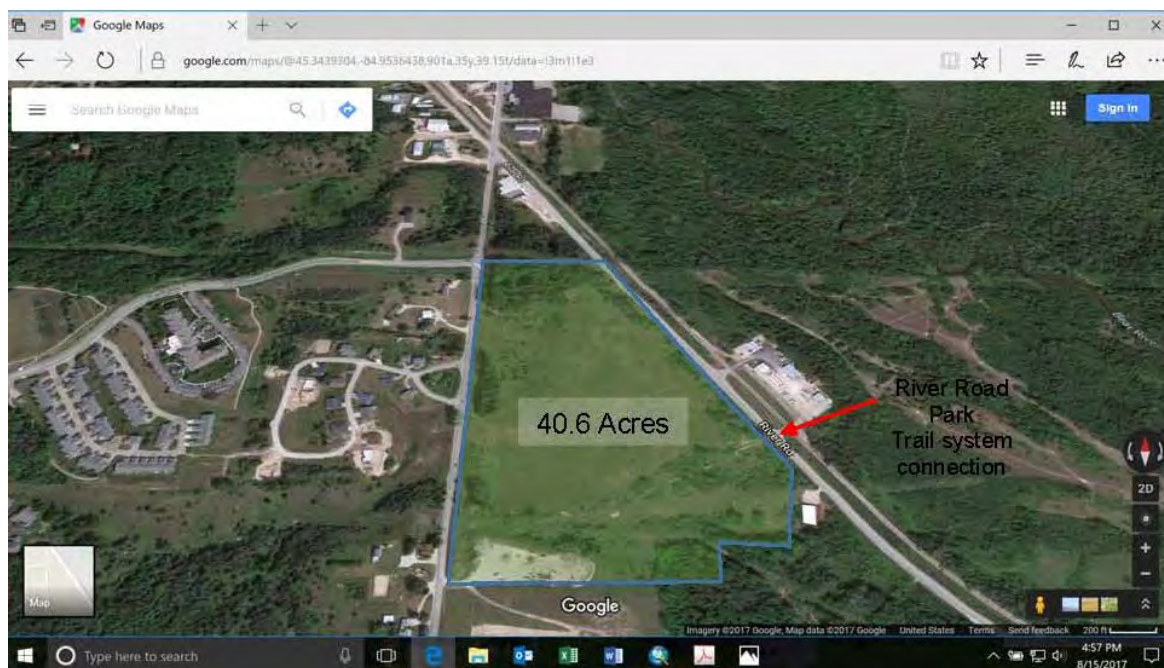 Google Maps
google.com/maps/@45.3439304,-84.9536438,901a,35y,39.15t/data=!3m1!1e3
Search Google Maps
Sign in
40.6 Acres
River Road
Park
Trail system
connection
River Rd
2D
Map
Google
Imagery ©2017 Google, Map data ©2017 Google United States Terms Send feedback 200 ft
Type here to search
4:57 PM
8/15/2017